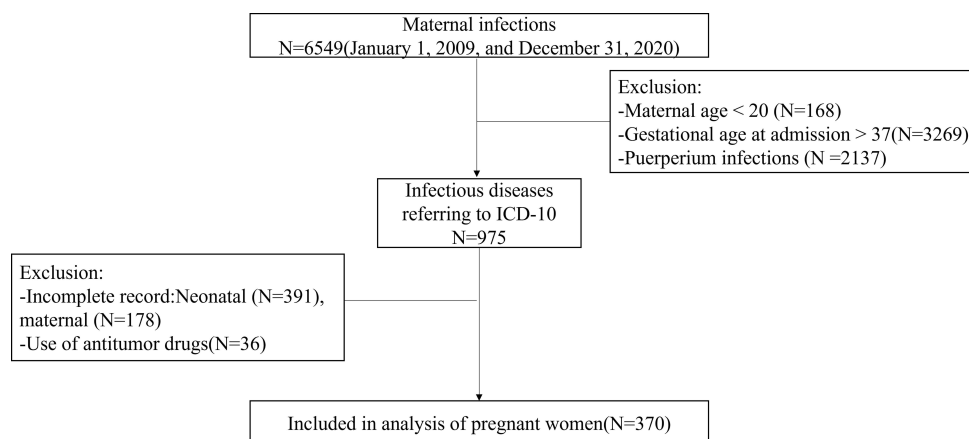 Maternal infections
N=6549(January 1, 2009, and December 31, 2020)
Exclusion:
-Maternal age < 20 (N=168)
-Gestational age at admission > 37(N=3269)
-Puerperium infections (N =2137)
Infectious diseases
referring to ICD-10
N=975
Exclusion:
-Incomplete record:Neonatal (N=391),
maternal (N=178)
-Use of antitumor drugs(N=36)
Included in analysis of pregnant women(N=370)